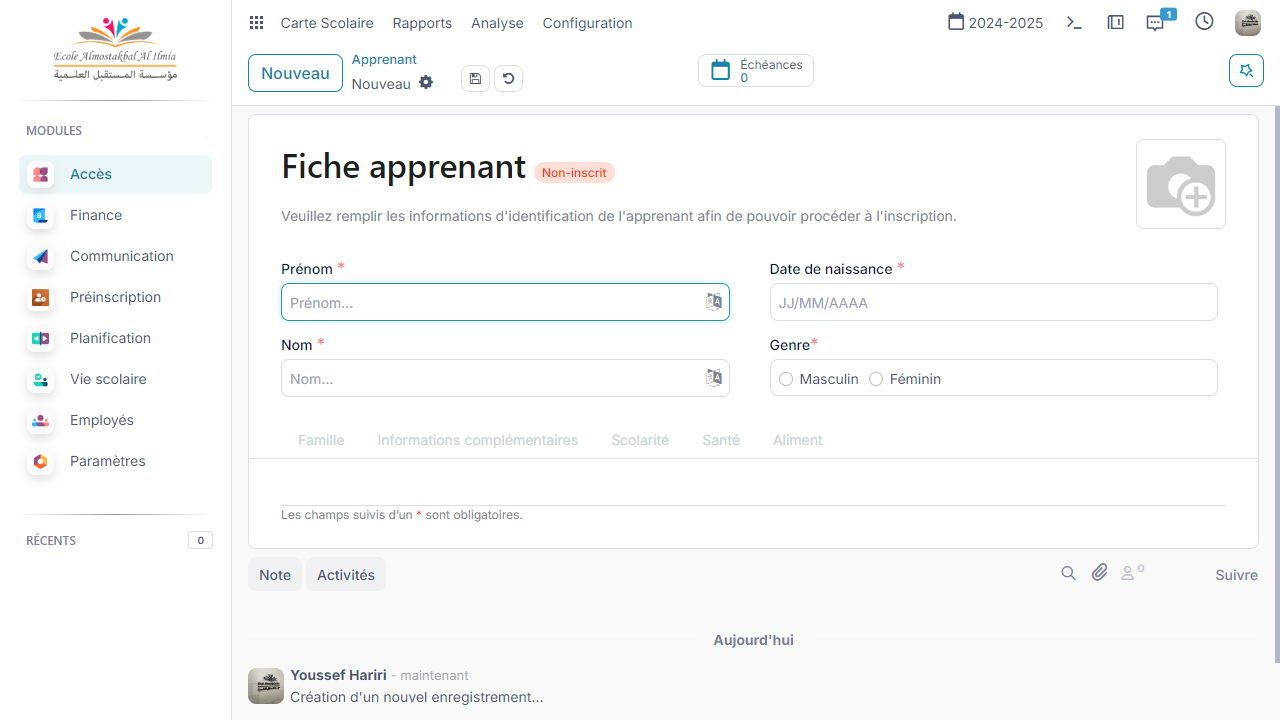 Ecole Almostakbal Al Ilmia
مؤسسة المستقبل العلمية
MODULES
Accès
Finance
Communication
Préinscription
Planification
Vie scolaire
Employés
Paramètres
RÉCENTS
0
Carte Scolaire
Rapports
Analyse
Configuration
2024-2025
1
Nouveau
Apprenant
Nouveau
Échéances
0
Fiche apprenant
Non-inscrit
Veuillez remplir les informations d'identification de l'apprenant afin de pouvoir procéder à l'inscription.
Prénom *
Prénom...
Date de naissance *
JJ/MM/AAAA
Nom *
Nom...
Genre*
Masculin
Féminin
Famille
Informations complémentaires
Scolarité
Santé
Aliment
Les champs suivis d’un * sont obligatoires.
Note
Activités
0
Suivre
Aujourd'hui
Youssef Hariri - maintenant
Création d'un nouvel enregistrement...